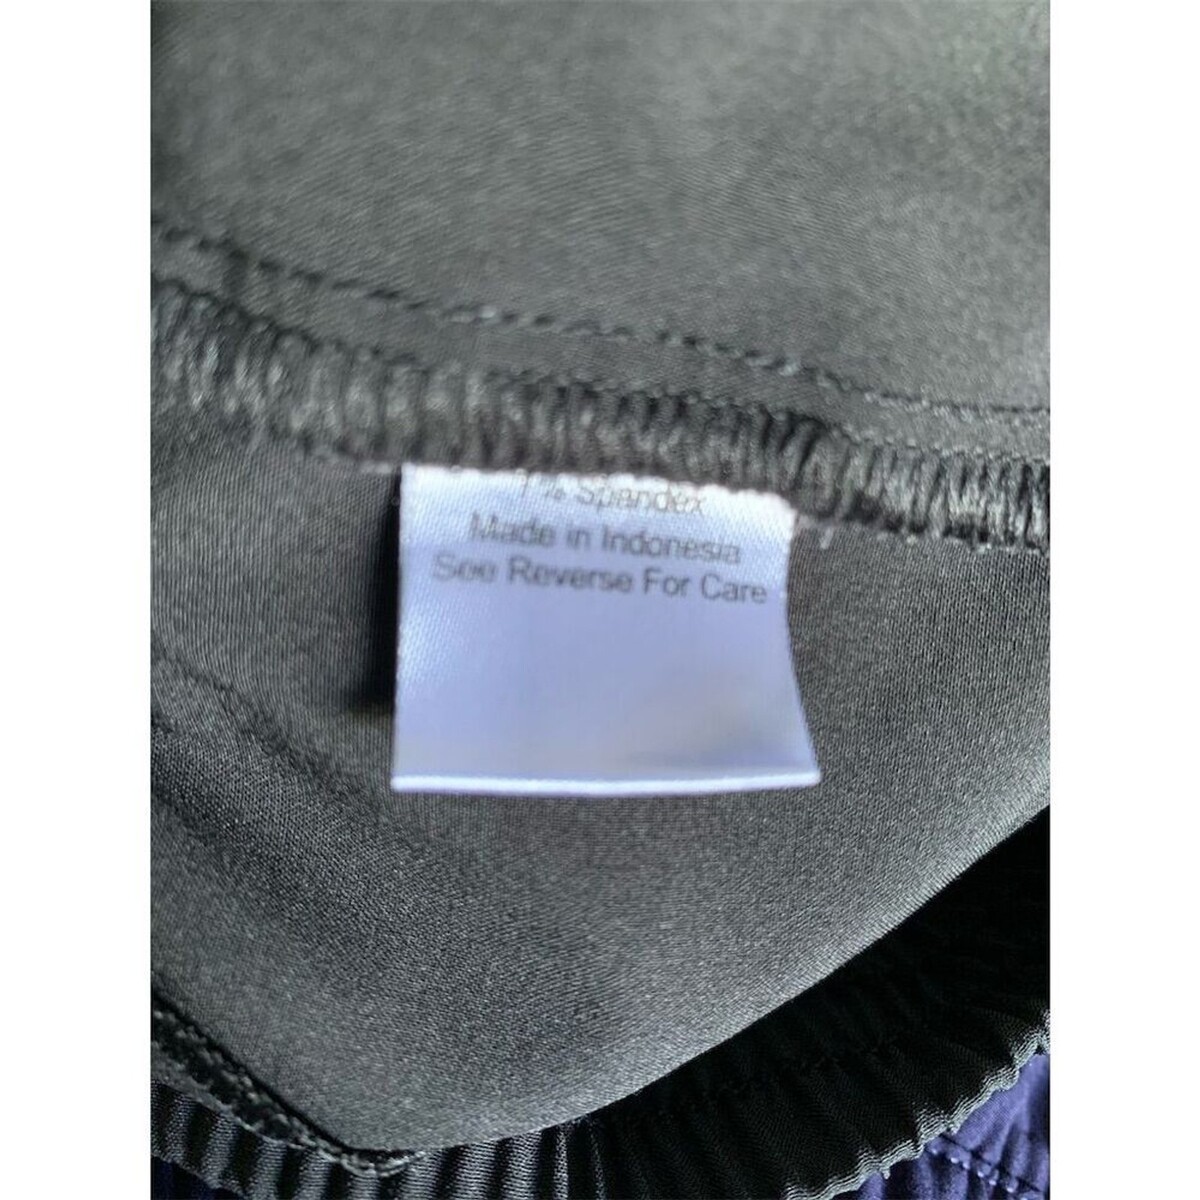 % Spandex
Made in Indonesia
See Reverse For Care